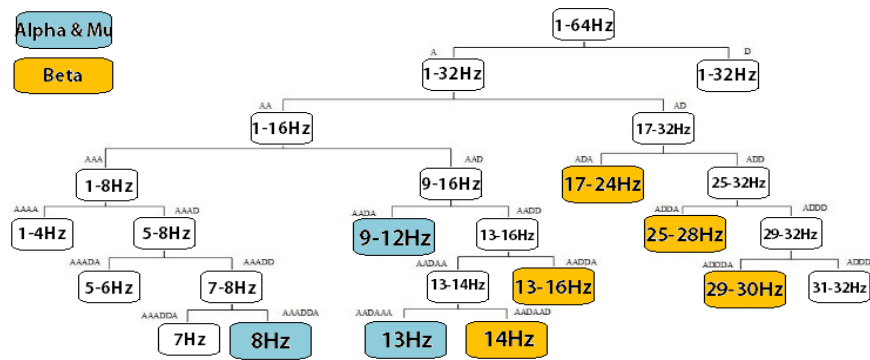 Alpha & Mu
Beta
1-64Hz
A
D
1-32Hz
1-32Hz
AA
AD
1-16Hz
17-32Hz
AAA
AAD
ADA
ADD
1-8Hz
9-16Hz
17-24Hz
25-32Hz
AAAA
AAAD
AADA
AADD
ADDA
ADDD
1-4Hz
5-8Hz
9-12Hz
13-16Hz
25-28Hz
29-32Hz
AAADA
AAADD
AADAA
AADDA
ADDDA
ADDD
5-6Hz
7-8Hz
13-14Hz
13-16Hz
29-30Hz
31-32Hz
AAADDA
AAADDA
AADAAA
AADAAD
7Hz
8Hz
13Hz
14Hz